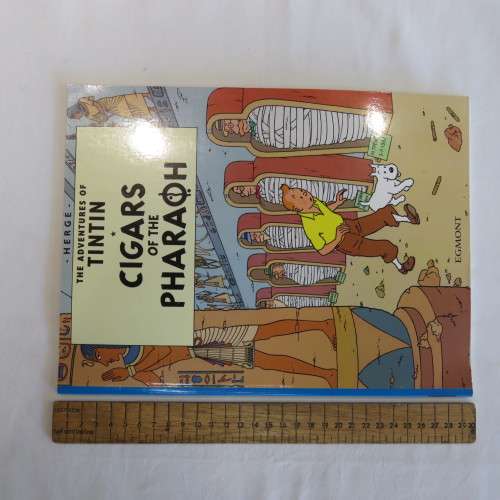 - HERGÉ -
THE ADVENTURES OF
TINTIN
*
CIGARS
OF THE
PHARAOH
EGMONT